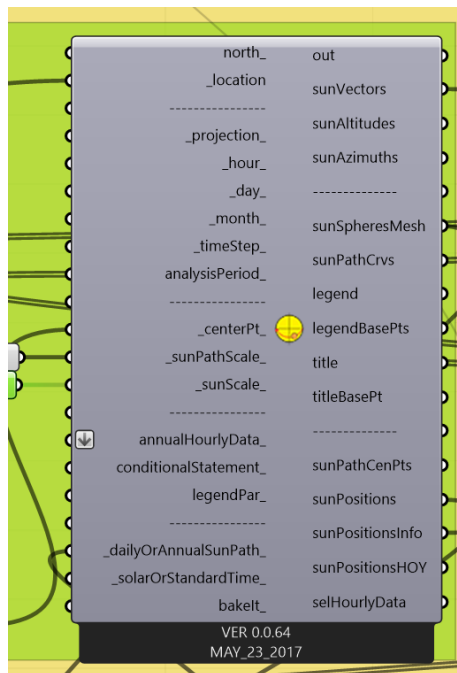 north_
_location
---------------
_projection_
_hour_
_day_
_month_
_timeStep_
analysisPeriod_
---------------
_centerPt_
_sunPathScale_
_sunScale_
---------------
annualHourlyData_
conditionalStatement_
legendPar_
---------------
_dailyOrAnnualSunPath_
_solarOrStandardTime_
bakeIt_
out
sunVectors
sunAltitudes
sunAzimuths
--------------
sunSpheresMesh
sunPathCrvs
legend
legendBasePts
title
titleBasePt
--------------
sunPathCenPts
sunPositions
sunPositionsInfo
sunPositionsHOY
selHourlyData
VER 0.0.64
MAY_23_2017